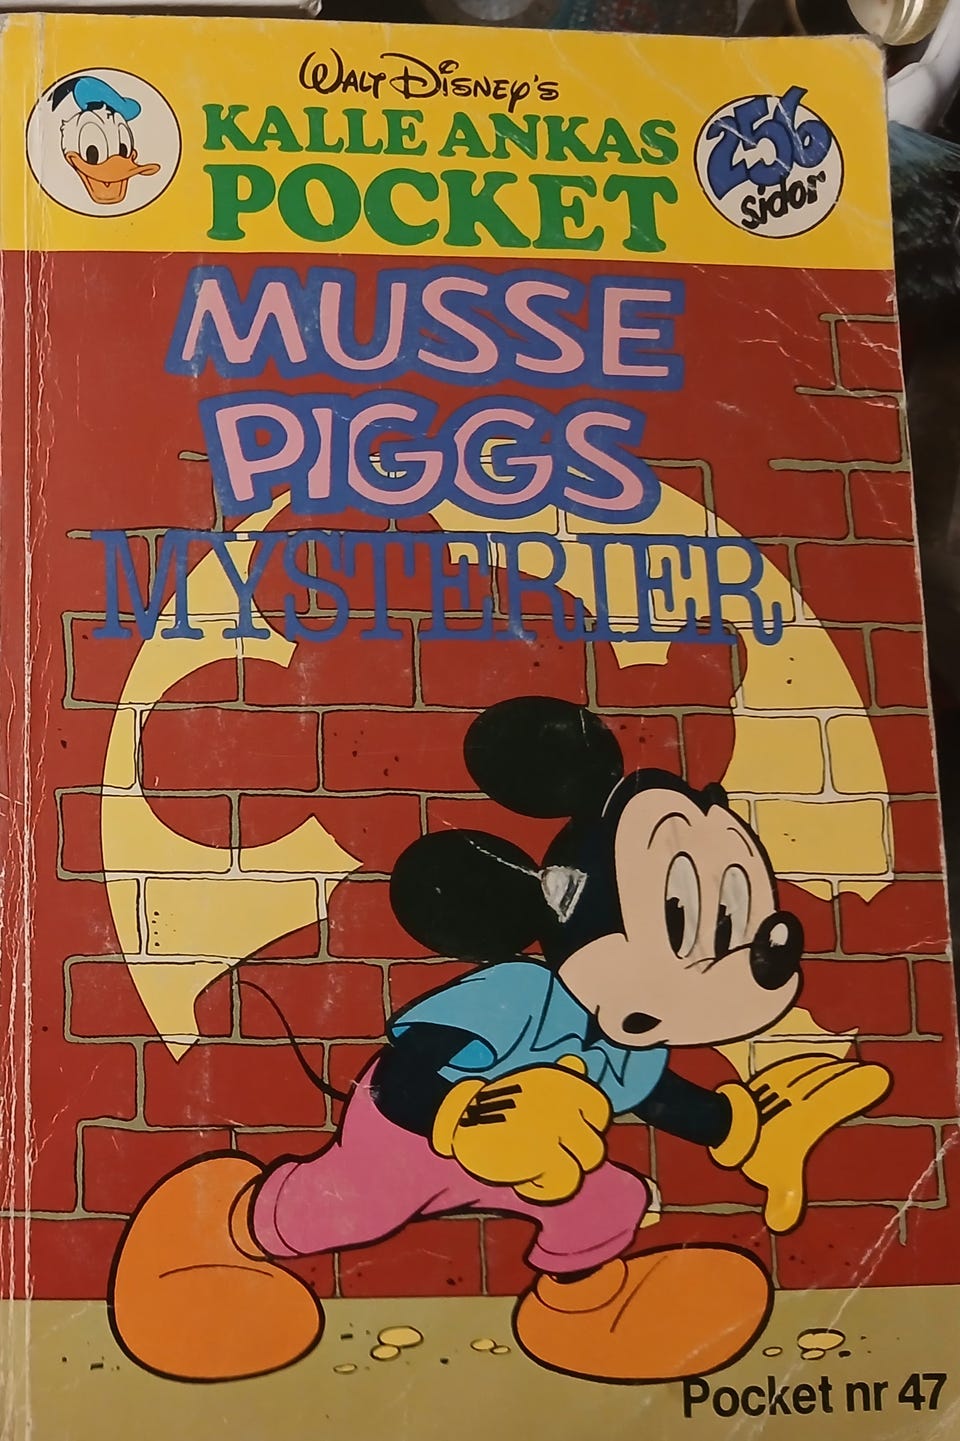 WALT DISNEY'S
KALLE ANKAS
POCKET
256
sidor
MUSSE
PIGGS
MYSTERIER
Pocket nr 47